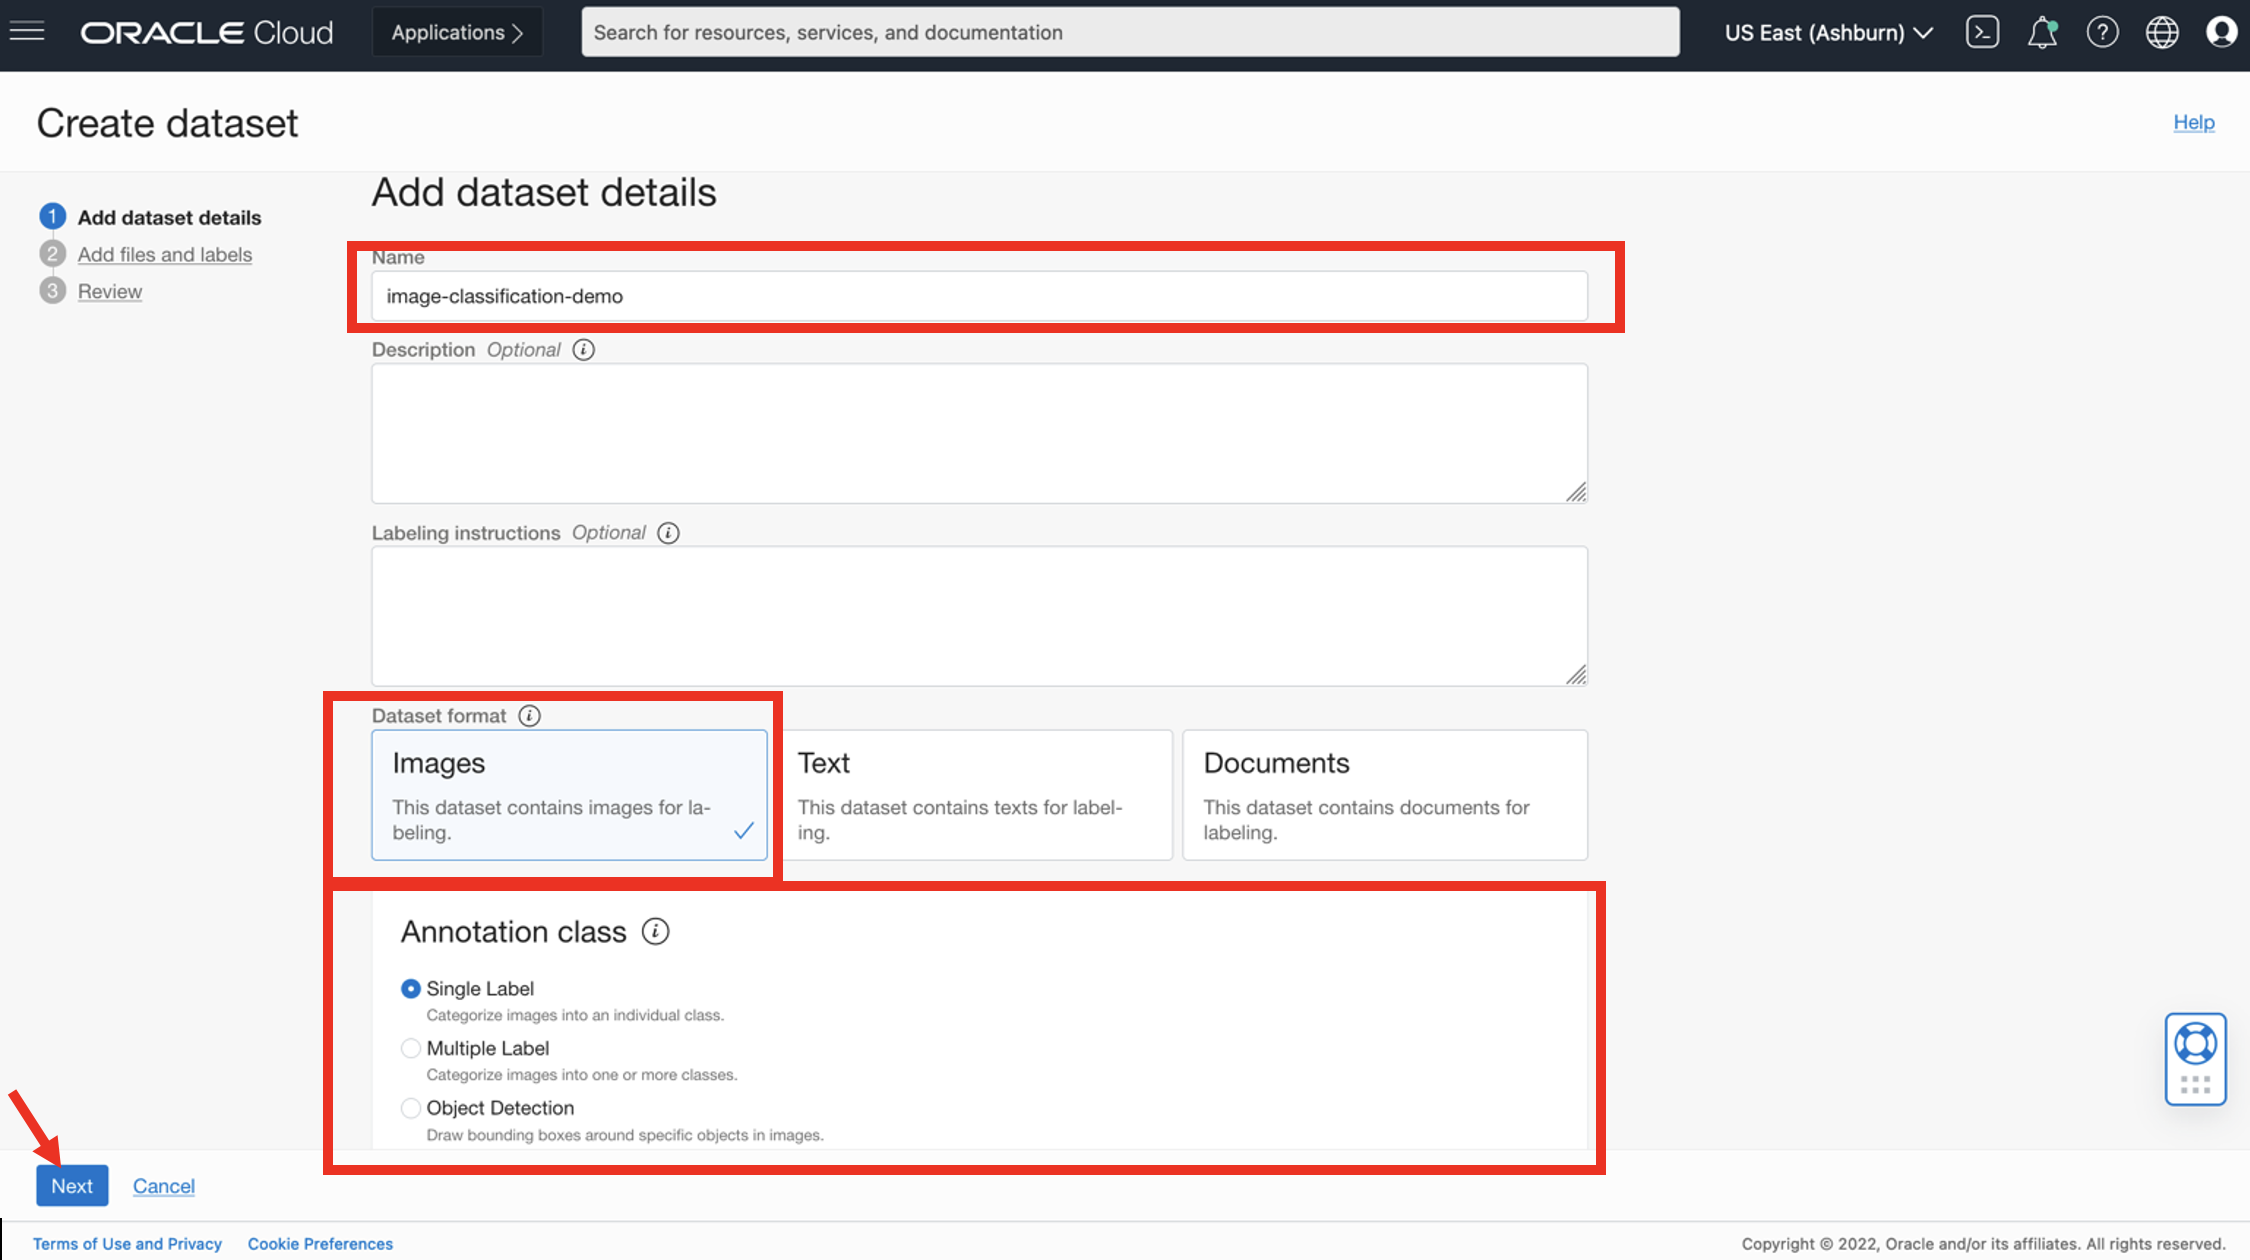 ORACLE Cloud
Applications
Search for resources, services, and documentation
US East (Ashburn)
Create dataset
Help
1 Add dataset details
2 Add files and labels
3 Review
Add dataset details
Name
image-classification-demo
Description Optional
Labeling instructions Optional
Dataset format
Images
This dataset contains images for la-
beling.
Text
This dataset contains texts for label-
ing.
Documents
This dataset contains documents for
labeling.
Annotation class
Single Label
Categorize images into an individual class.
Multiple Label
Categorize images into one or more classes.
Object Detection
Draw bounding boxes around specific objects in images.
Next
Cancel
Terms of Use and Privacy
Cookie Preferences
Copyright © 2022, Oracle and/or its affiliates. All rights reserved.